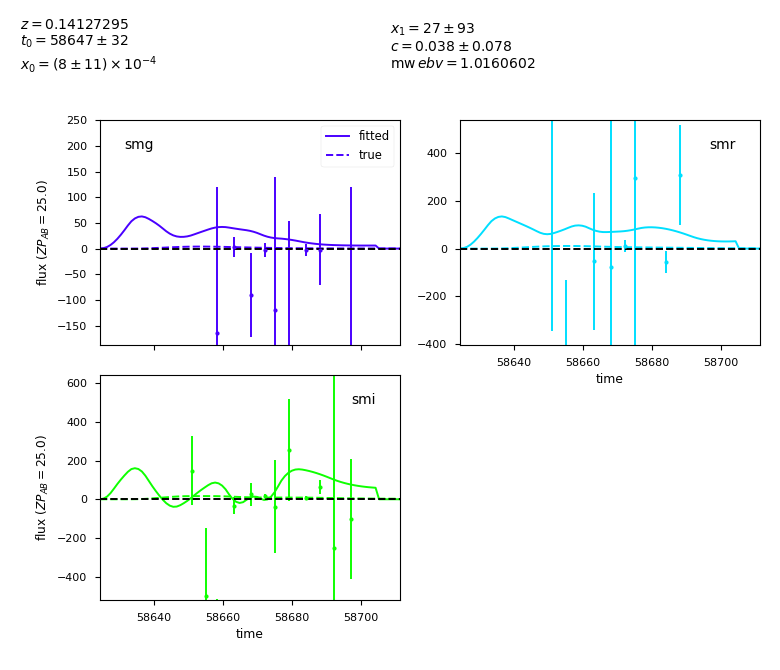 z = 0.14127295
t₀ = 58647 ± 32
x₀ = (8 ± 11) × 10⁻⁴
x₁ = 27 ± 93
c = 0.038 ± 0.078
mw ebv = 1.0160602
250
200
150
100
50
0
−50
−100
−150
flux (ZP_AB = 25.0)
smg
fitted
true
400
200
0
−200
−400
smr
58640
58660
58680
58700
time
600
400
200
0
−200
−400
flux (ZP_AB = 25.0)
smi
58640
58660
58680
58700
time